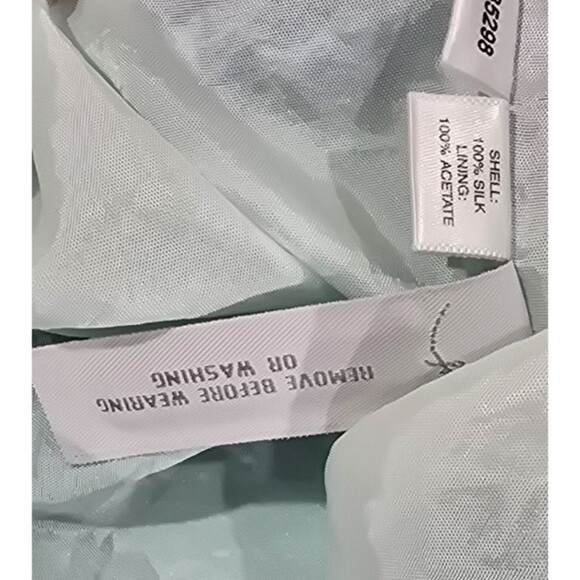 5298
SHELL:
100% SILK
LINING:
100% ACETATE
REMOVE BEFORE WEARING
OR WASHING